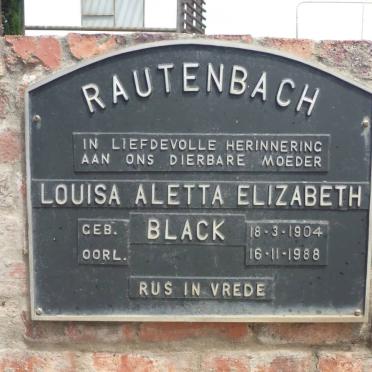 RAUTENBACH
IN LIEFDEVOLLE HERINNERING
AAN ONS DIERBARE MOEDER
LOUISA ALETTA ELIZABETH
BLACK
GEB. 18-3-1904
OORL. 16-11-1988
RUS IN VREDE